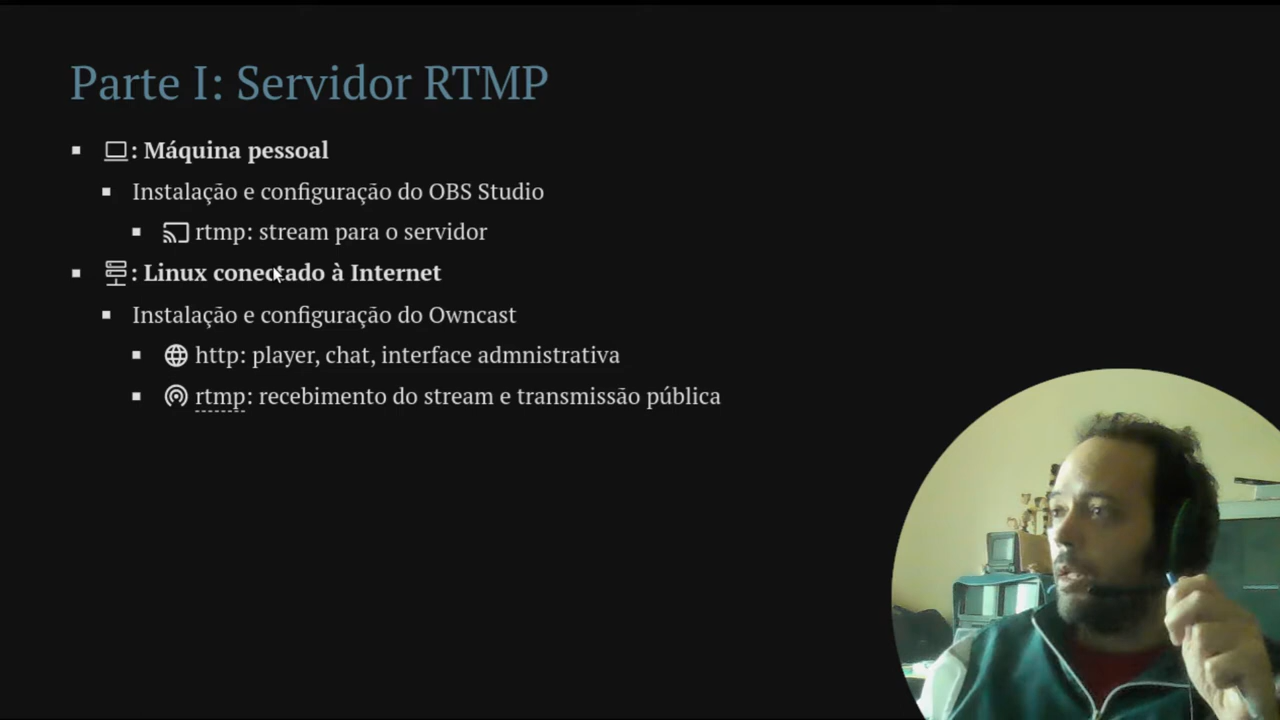 Parte I: Servidor RTMP
: Máquina pessoal
Instalação e configuração do OBS Studio
rtmp: stream para o servidor
: Linux conectado à Internet
Instalação e configuração do Owncast
http: player, chat, interface admnistrativa
rtmp: recebimento do stream e transmissão pública